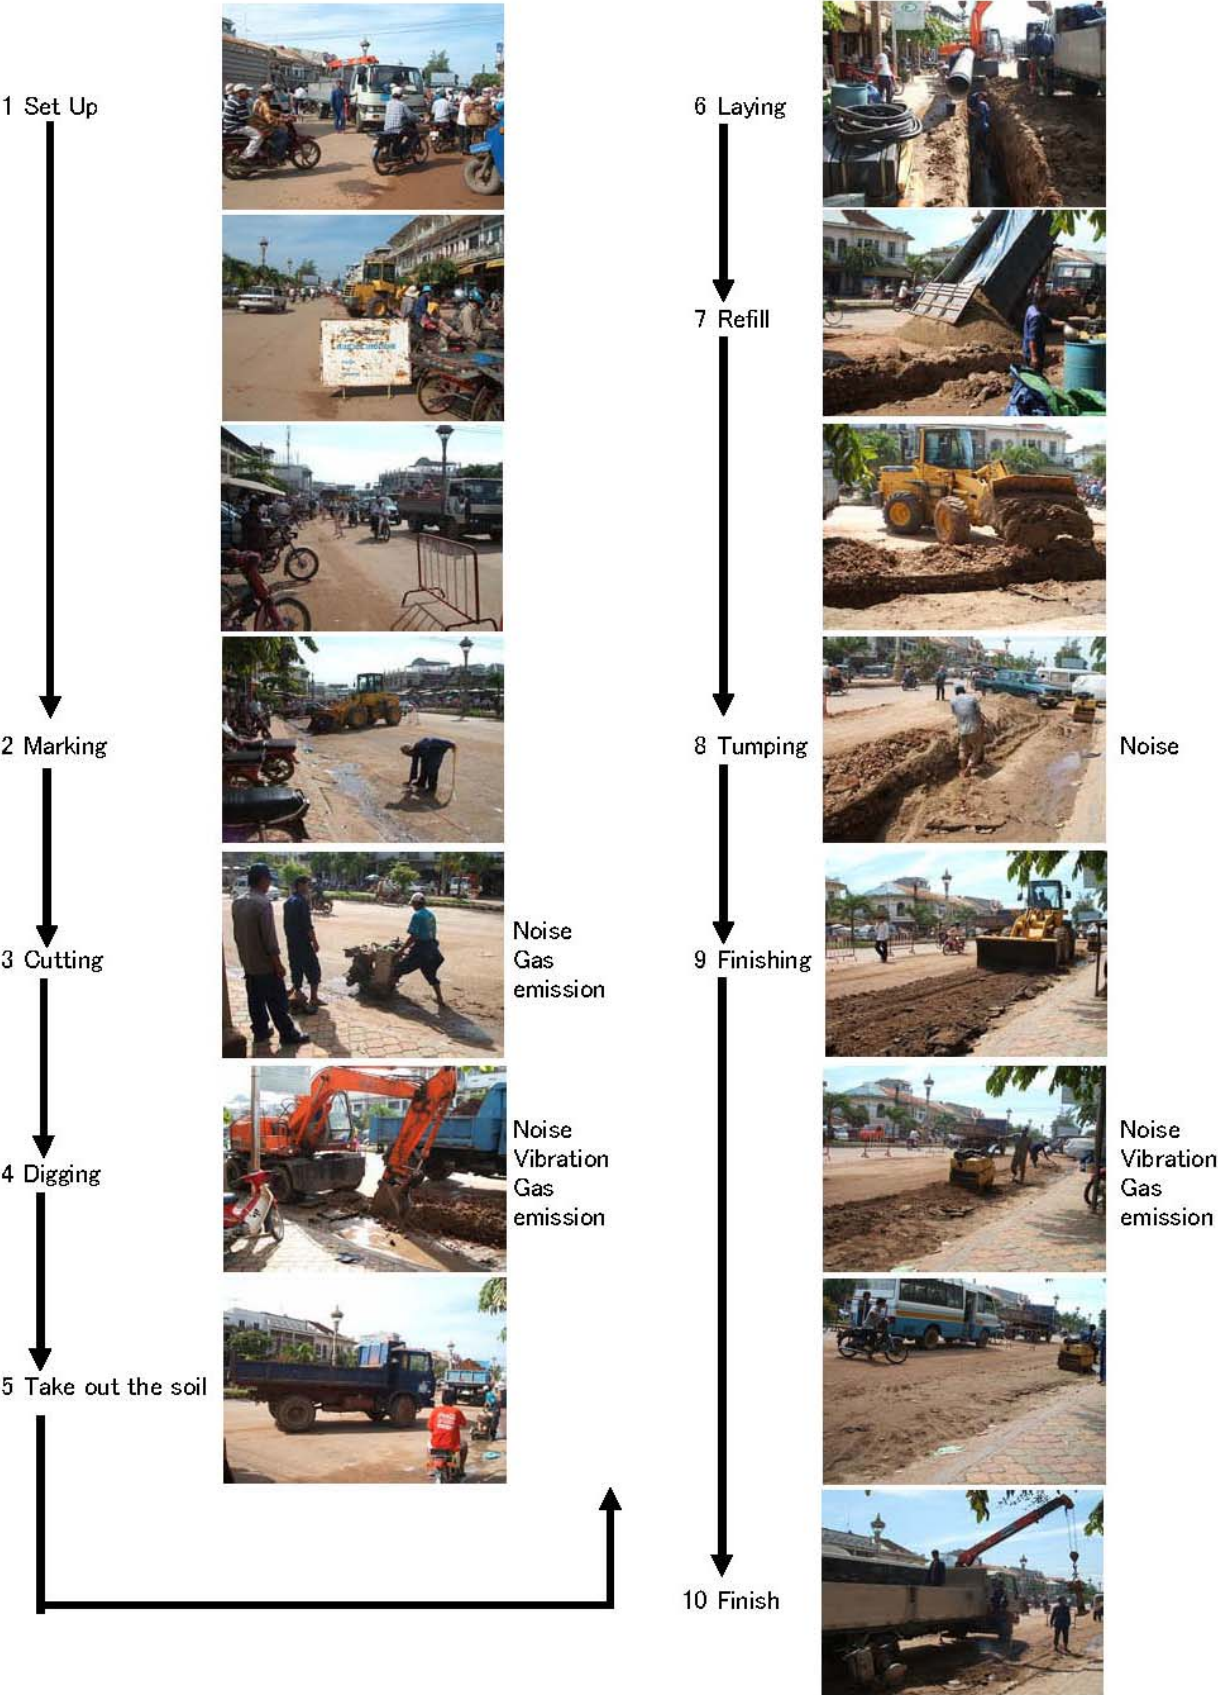 1 Set Up
2 Marking
3 Cutting
Noise
Gas
emission
4 Digging
Noise
Vibration
Gas
emission
5 Take out the soil
6 Laying
7 Refill
8 Tumping
Noise
9 Finishing
Noise
Vibration
Gas
emission
10 Finish